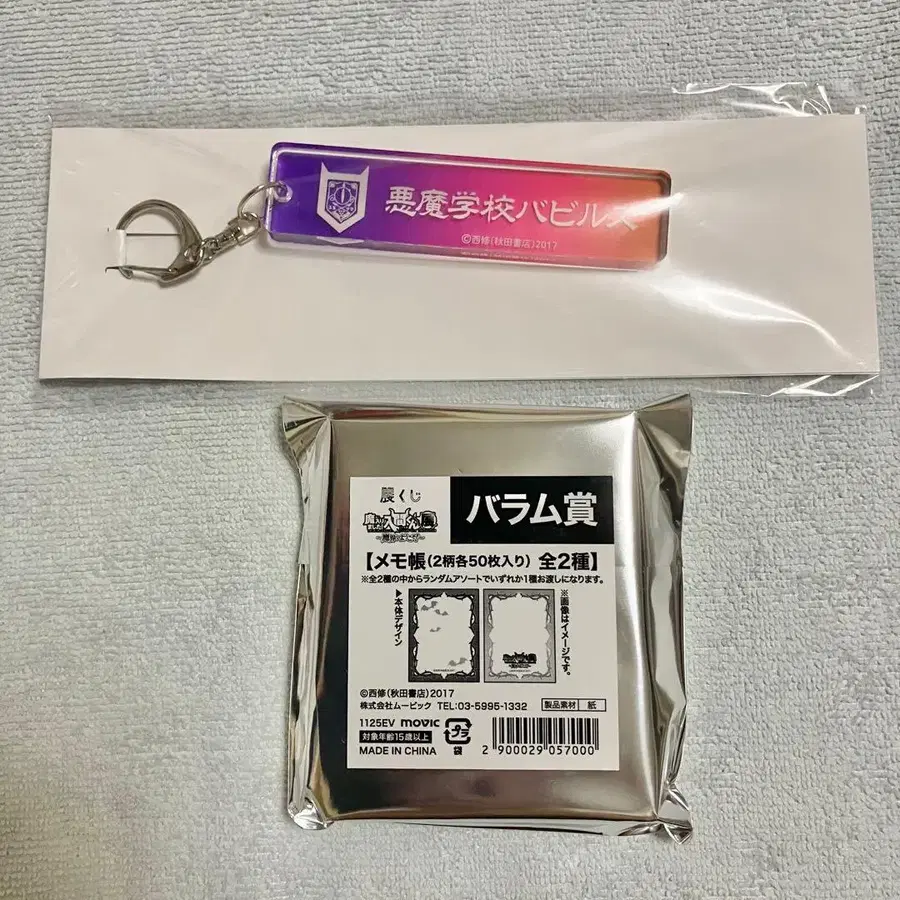 悪魔学校バビルス
©西修(秋田書店)2017
展くじ
バラム賞
【メモ帳(2柄各50枚入り) 全2種】
※全2種の中からランダムアソートでいずれか1種お渡しになります。
▶本体デザイン
※画像はイメージです。
©西修(秋田書店)2017
株式会社ムービック TEL:03-5995-1332
製品素材 紙
1125EV movic プラ
対象年齢15歳以上 袋
MADE IN CHINA
2 900029 057000